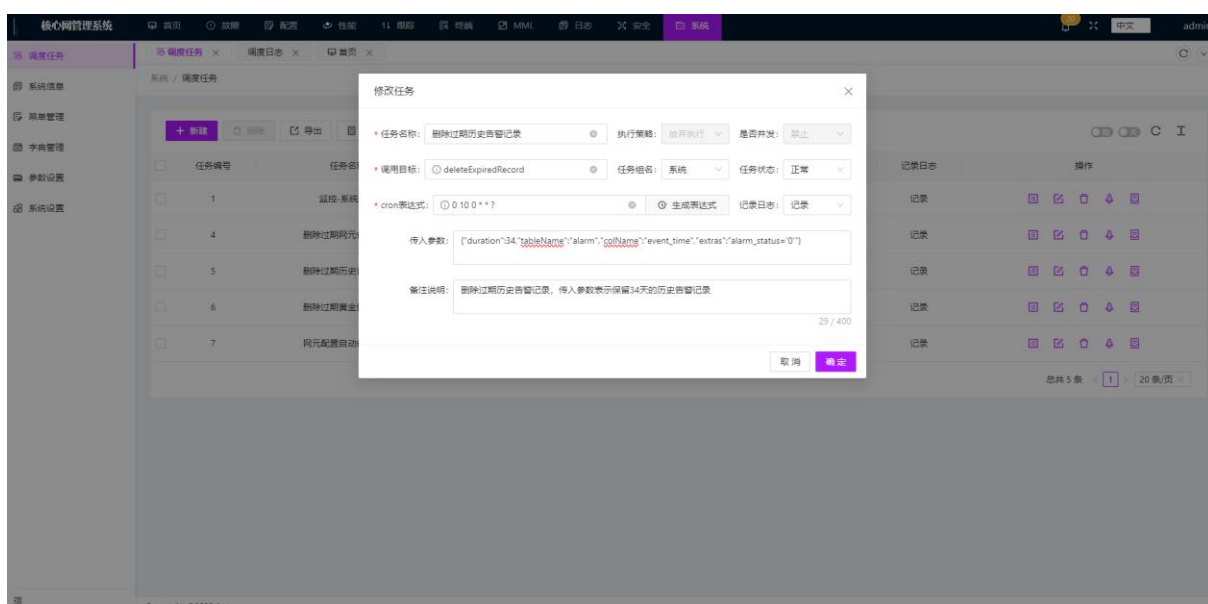 核心网管理系统 首页 故障 配置 性能 跟踪 终端 MML 日志 安全 系统 20 中文 admin
调度任务 调度任务 × 调度日志 × 首页 ×
系统信息
菜单管理
字典管理
参数设置
系统设置
系统 / 调度任务
+ 新建 删除 导出
任务编号 任务名 记录日志 操作
1 监控-系统 记录
4 删除过期网元 记录
5 删除过期历史 记录
6 删除过期黄金 记录
7 网元配置自动 记录
总共 5 条 < 1 > 20 条/页
修改任务 ×
* 任务名称: 删除过期历史告警记录 执行策略: 放弃执行 是否并发: 禁止
* 调用目标: deleteExpiredRecord 任务组名: 系统 任务状态: 正常
* cron表达式: 0 10 0 * * ? 生成表达式 记录日志: 记录
传入参数: {"duration":34,"tableName":"alarm","colName":"event_time","extras":"alarm_status='0'"}
备注说明: 删除过期历史告警记录, 传入参数表示保留34天的历史告警记录
29 / 400
取消 确定